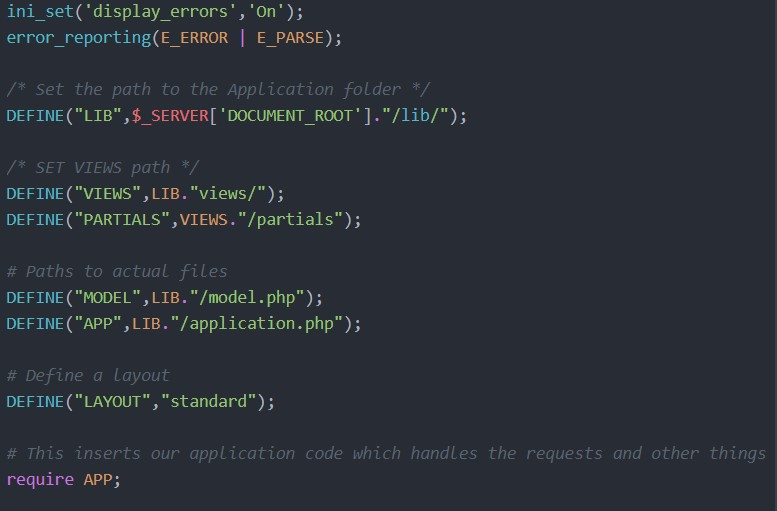 ini_set('display_errors','On');
error_reporting(E_ERROR | E_PARSE);
/* Set the path to the Application folder */
DEFINE("LIB",$_SERVER['DOCUMENT_ROOT']."/lib/");
/* SET VIEWS path */
DEFINE("VIEWS",LIB."views/");
DEFINE("PARTIALS",VIEWS."/partials");
# Paths to actual files
DEFINE("MODEL",LIB."/model.php");
DEFINE("APP",LIB."/application.php");
# Define a layout
DEFINE("LAYOUT","standard");
# This inserts our application code which handles the requests and other things
require APP;